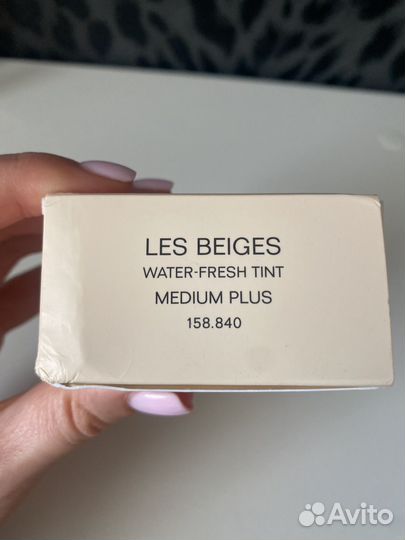 LES BEIGES
WATER-FRESH TINT
MEDIUM PLUS
158.840
Avito